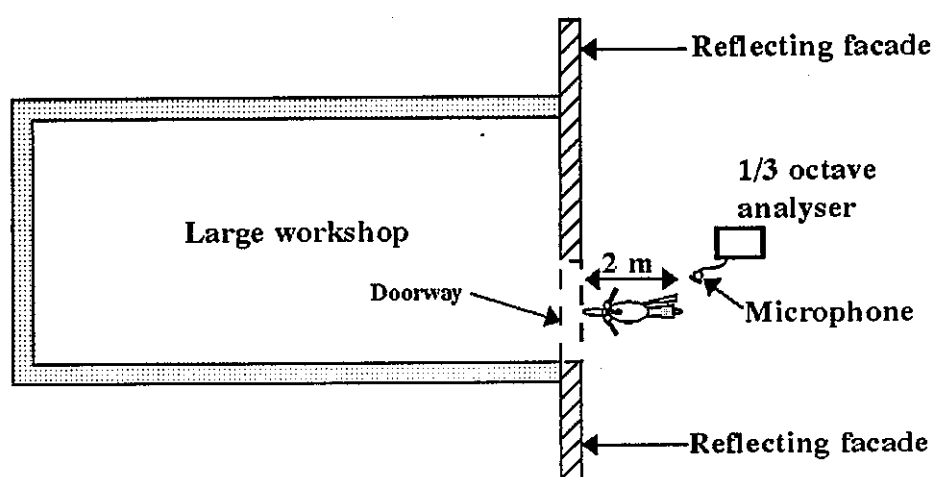 Reflecting facade
1/3 octave
analyser
Large workshop
2 m
Doorway
Microphone
Reflecting facade